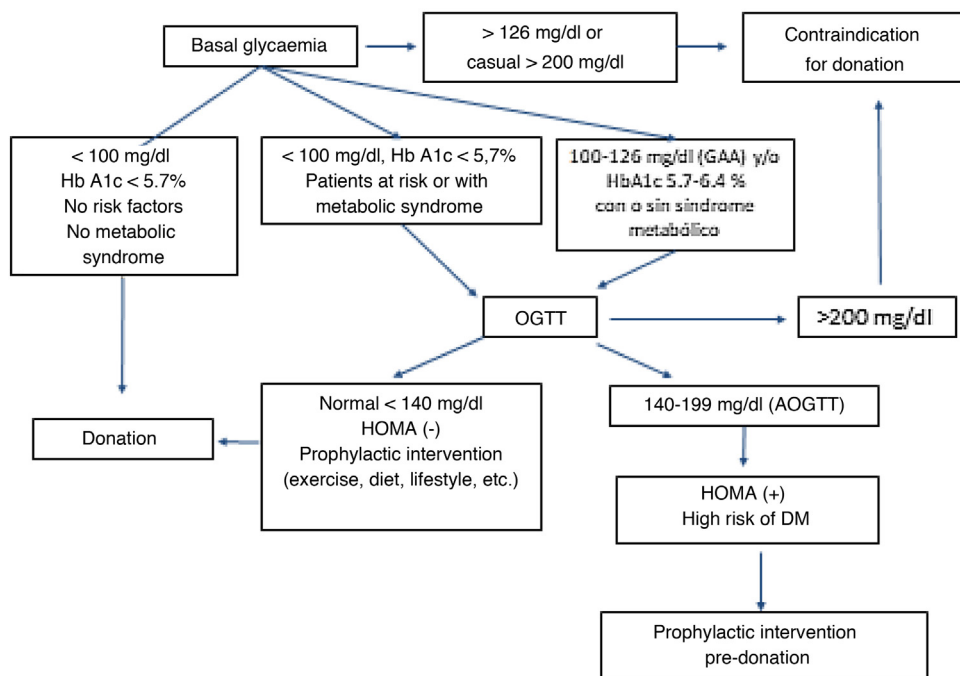 Basal glycaemia
> 126 mg/dl or
casual > 200 mg/dl
Contraindication
for donation
< 100 mg/dl
Hb A1c < 5.7%
No risk factors
No metabolic
syndrome
< 100 mg/dl, Hb A1c < 5,7%
Patients at risk or with
metabolic syndrome
100-126 mg/dl (GAA) y/o
HbA1c 5.7-6.4 %
con o sin síndrome
metabólico
OGTT
>200 mg/dl
Normal < 140 mg/dl
HOMA (-)
Prophylactic intervention
(exercise, diet, lifestyle, etc.)
140-199 mg/dl (AOGTT)
Donation
HOMA (+)
High risk of DM
Prophylactic intervention
pre-donation